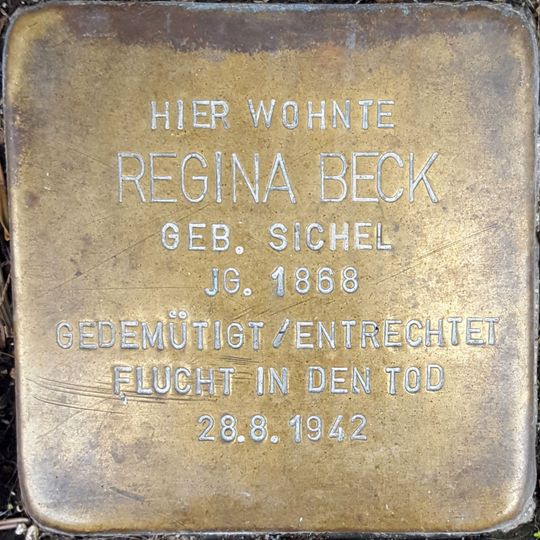 HIER WOHNTE
REGINA BECK
GEB. SICHEL
JG. 1868
GEDEMÜTIGT/ENTRECHTET
FLUCHT IN DEN TOD
28.8.1942